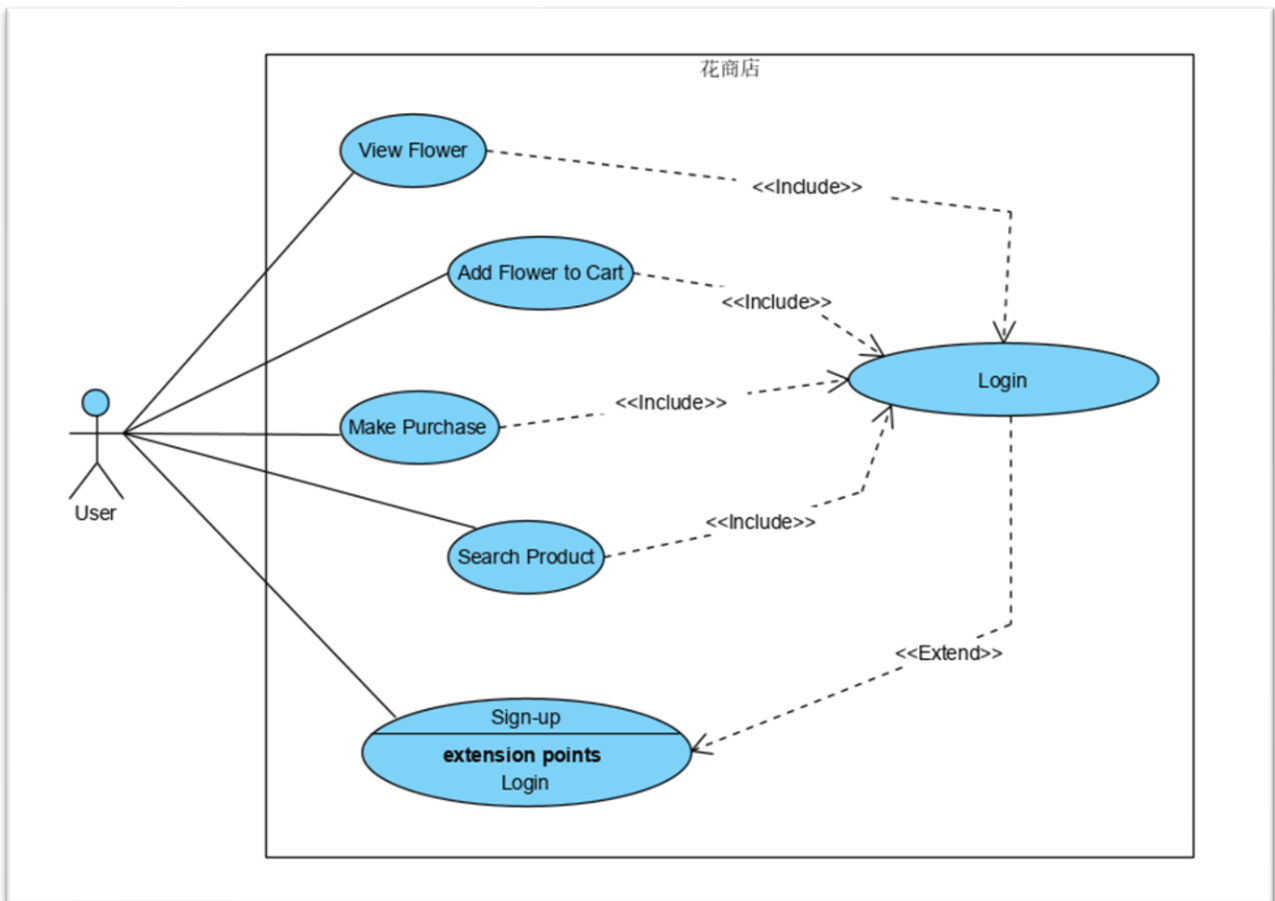 花商店
View Flower
<<Include>>
Add Flower to Cart
<<Include>>
Login
Make Purchase
<<Include>>
User
Search Product
<<Include>>
<<Extend>>
Sign-up
extension points
Login